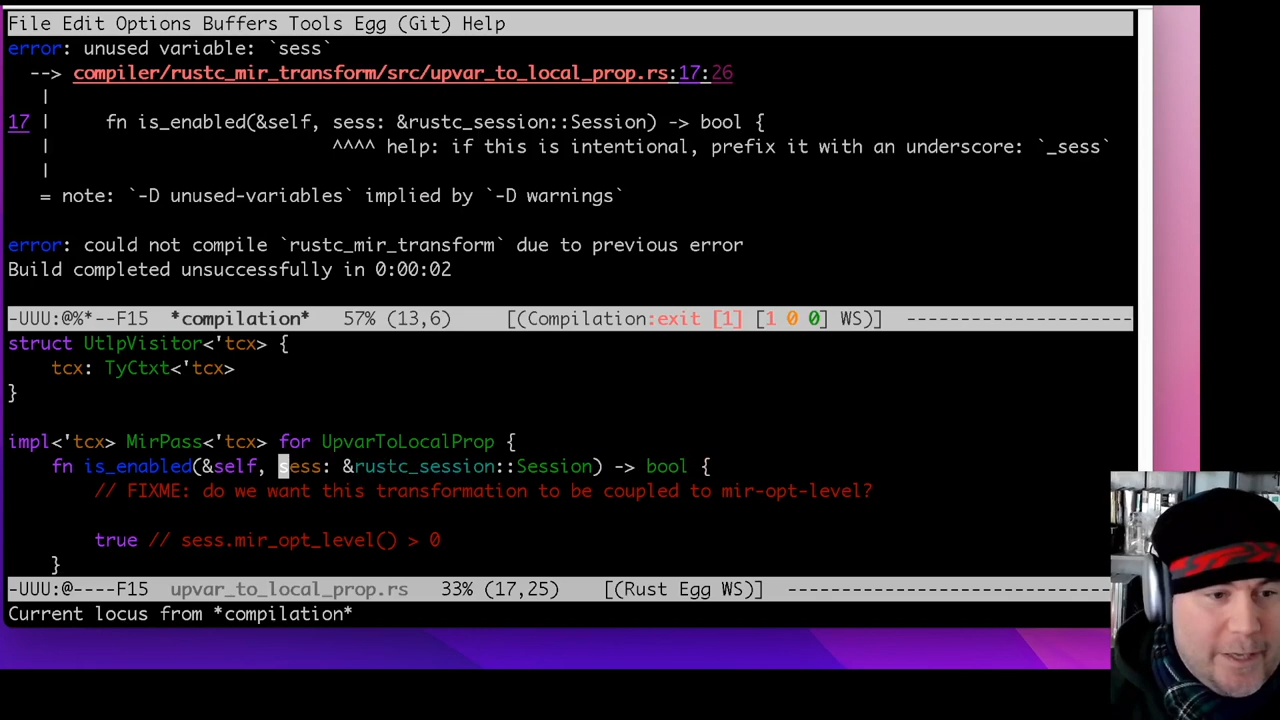 File Edit Options Buffers Tools Egg (Git) Help
error: unused variable: `sess`
--> compiler/rustc_mir_transform/src/upvar_to_local_prop.rs:17:26
|
17 |     fn is_enabled(&self, sess: &rustc_session::Session) -> bool {
|                          ^^^^ help: if this is intentional, prefix it with an underscore: `_sess`
|
= note: `-D unused-variables` implied by `-D warnings`
error: could not compile `rustc_mir_transform` due to previous error
Build completed unsuccessfully in 0:00:02
-UUU:@%*--F15  *compilation*    57% (13,6)     [(Compilation:exit [1] [1 0 0] WS)]  ---------------------
struct UtlpVisitor<'tcx> {
tcx: TyCtxt<'tcx>
}
impl<'tcx> MirPass<'tcx> for UpvarToLocalProp {
fn is_enabled(&self, sess: &rustc_session::Session) -> bool {
// FIXME: do we want this transformation to be coupled to mir-opt-level?
true // sess.mir_opt_level() > 0
}
-UUU:@----F15  upvar_to_local_prop.rs   33% (17,25)    [(Rust Egg WS)]  ------------------------------
Current locus from *compilation*